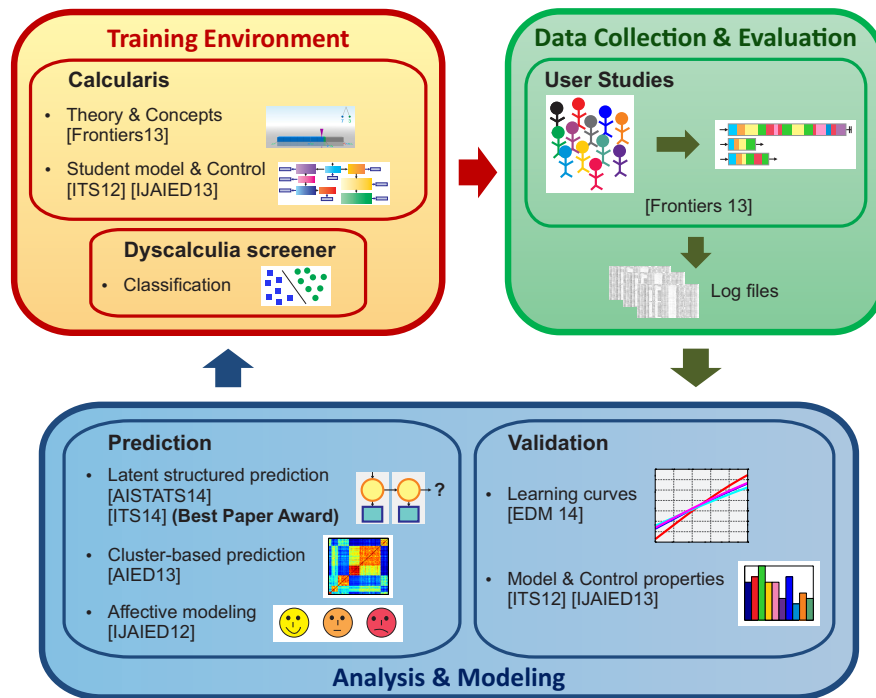 Training Environment
Calcularis
• Theory & Concepts
[Frontiers13]
• Student model & Control
[ITS12] [IJAIED13]
Dyscalculia screener
• Classification
Data Collection & Evaluation
User Studies
[Frontiers 13]
Log files
Prediction
• Latent structured prediction
[AISTATS14]
[ITS14] (Best Paper Award)
?
• Cluster-based prediction
[AIED13]
• Affective modeling
[IJAIED12]
Validation
• Learning curves
[EDM 14]
• Model & Control properties
[ITS12] [IJAIED13]
Analysis & Modeling